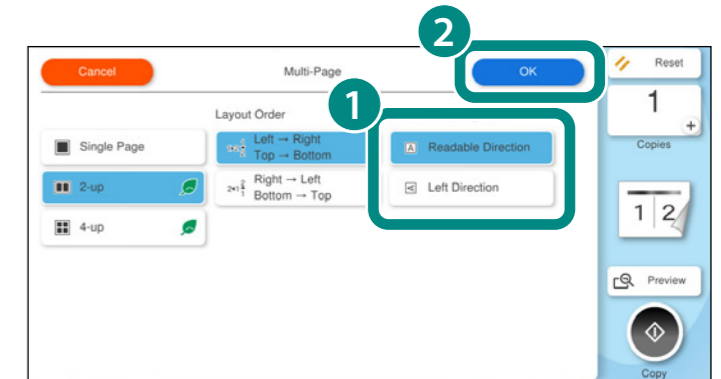 2
Cancel
Multi-Page
OK
Reset
1
Layout Order
1
+
Copies
Single Page
Left → Right
Top → Bottom
A Readable Direction
2-up
Right → Left
Bottom → Top
A Left Direction
4-up
1 2
Preview
Copy